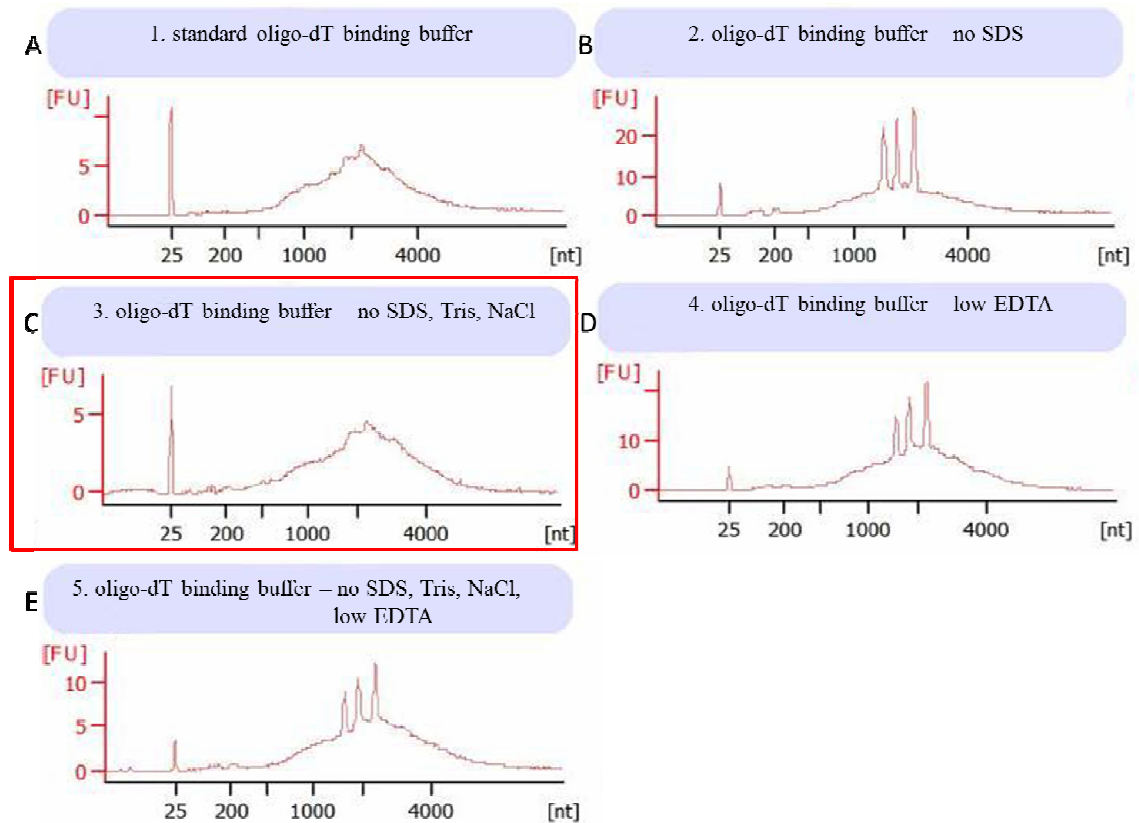 A
1. standard oligo-dT binding buffer
[FU]
5
0
25 200 1000 4000 [nt]
B
2. oligo-dT binding buffer no SDS
[FU]
20
10
0
25 200 1000 4000 [nt]
C
3. oligo-dT binding buffer no SDS, Tris, NaCl
[FU]
5
0
25 200 1000 4000 [nt]
D
4. oligo-dT binding buffer low EDTA
[FU]
10
0
25 200 1000 4000 [nt]
E
5. oligo-dT binding buffer – no SDS, Tris, NaCl,
low EDTA
[FU]
10
5
0
25 200 1000 4000 [nt]